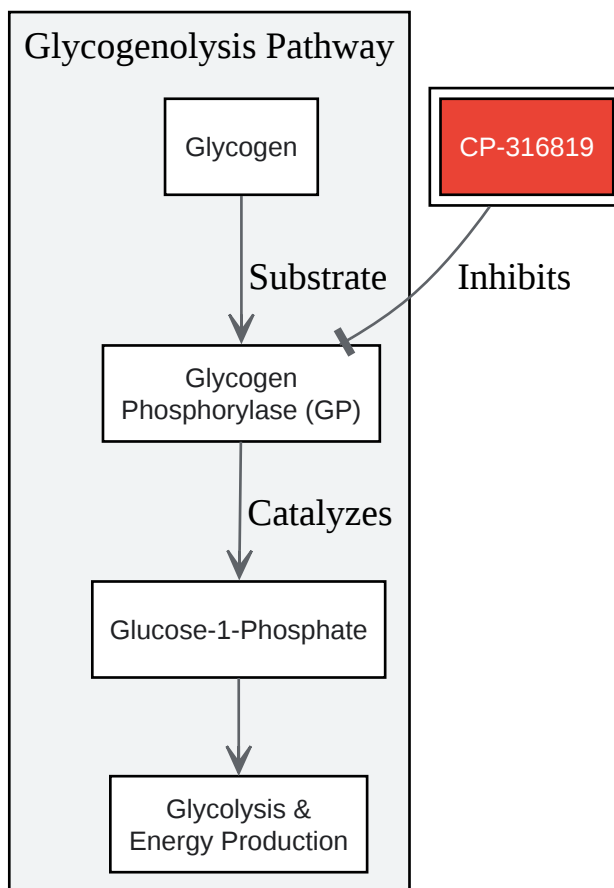 Glycogenolysis Pathway
Glycogen
CP-316819
Substrate
Inhibits
Glycogen
Phosphorylase (GP)
Catalyzes
Glucose-1-Phosphate
Glycolysis &
Energy Production